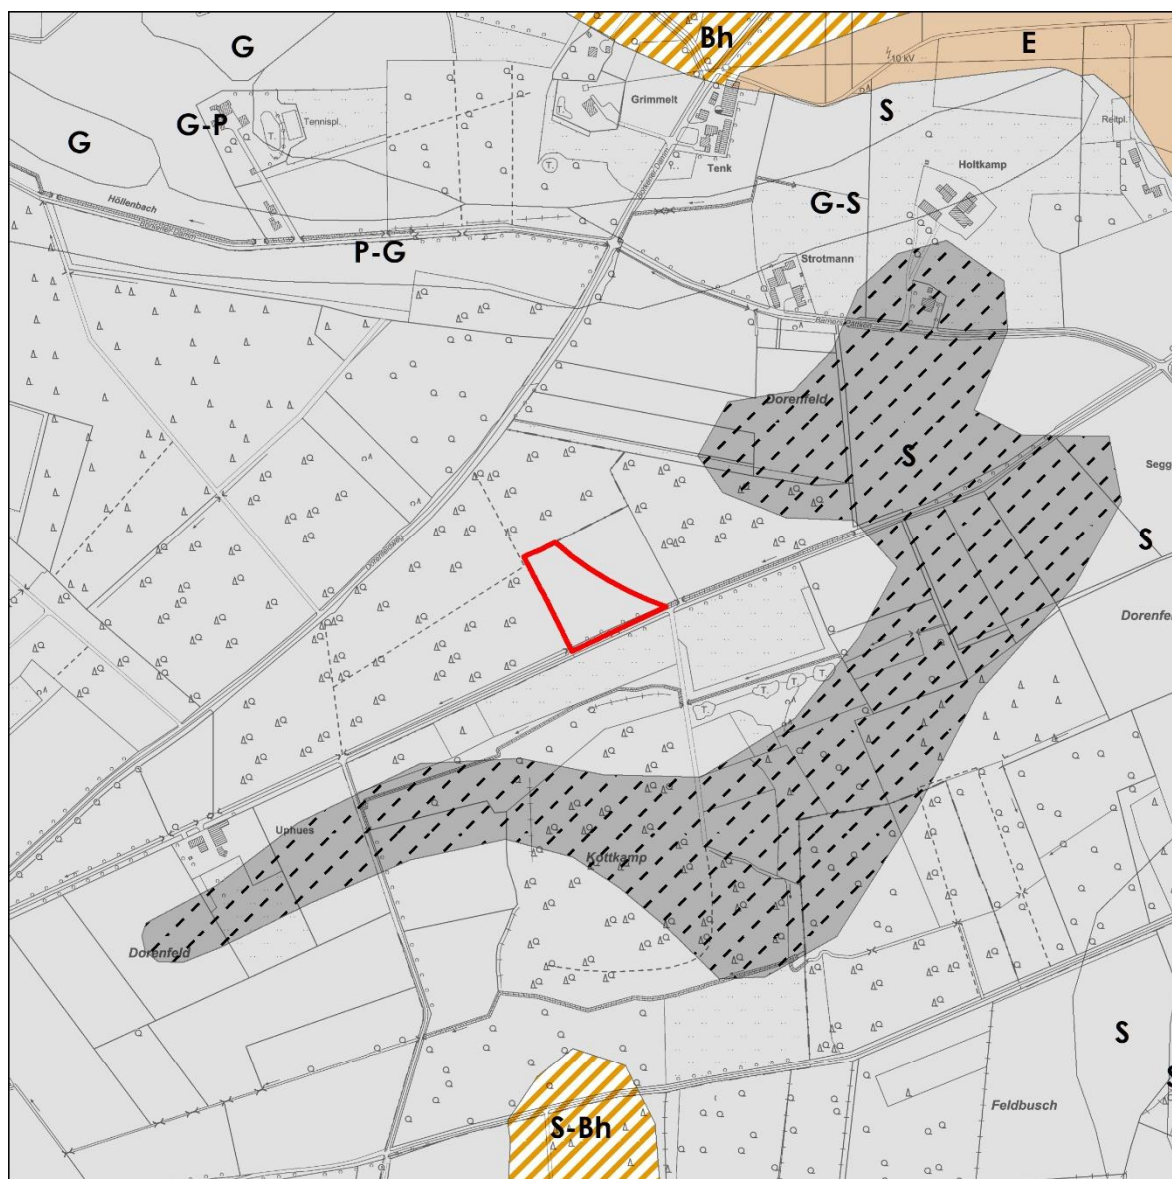 Bh
G
E
10 kV
Grimmelt
S
G-P
Tennispl.
T.
T.
G
Reitpl.
T.
Tenk
Holtkamp
Höllenbach
G-S
P-G
Strotmann
Dorenfeld
S
Segg
S
Dorenfe
T.
T.
T.
T.
Uphues
Kottkamp
Dorenfeld
S
S
Feldbusch
S-Bh